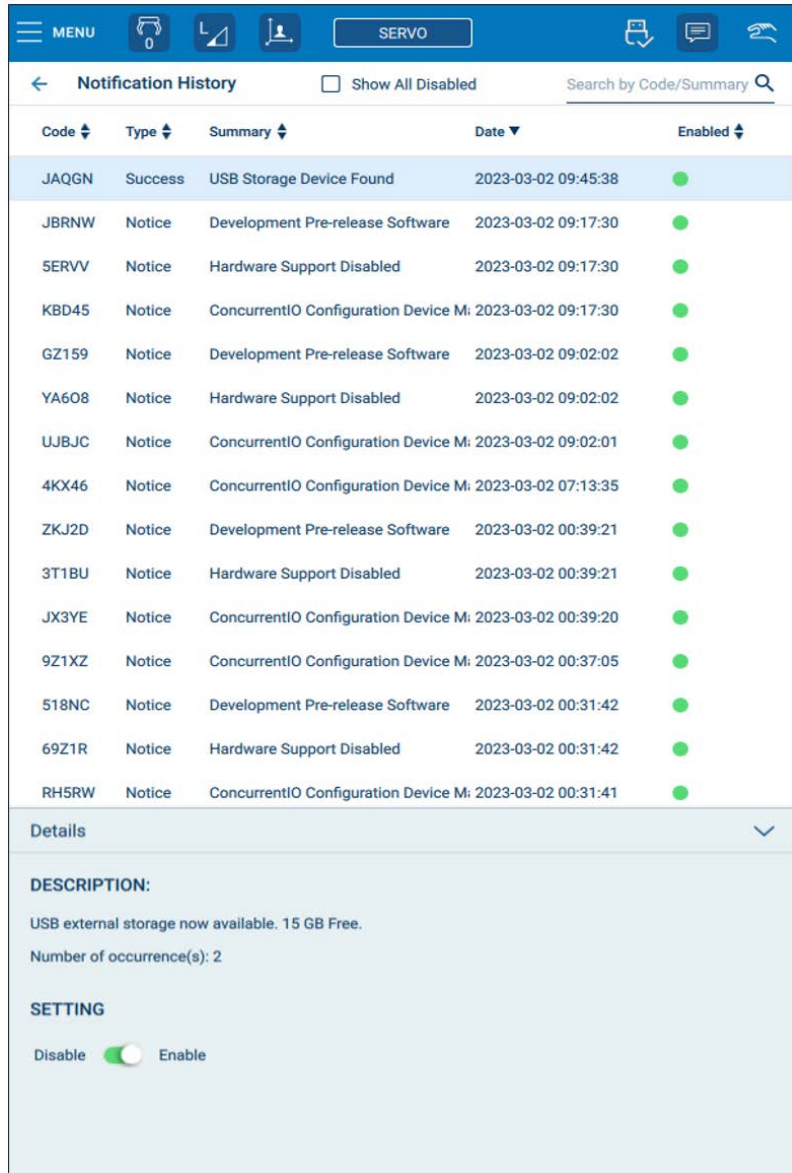 MENU 0 L SERVO
Notification History Show All Disabled Search by Code/Summary
Code Type Summary Date Enabled
JAQGN Success USB Storage Device Found 2023-03-02 09:45:38
JBRNW Notice Development Pre-release Software 2023-03-02 09:17:30
5ERVV Notice Hardware Support Disabled 2023-03-02 09:17:30
KBD45 Notice ConcurrentIO Configuration Device 2023-03-02 09:17:30
GZ159 Notice Development Pre-release Software 2023-03-02 09:02:02
YA6O8 Notice Hardware Support Disabled 2023-03-02 09:02:02
UJBJC Notice ConcurrentIO Configuration Device 2023-03-02 09:02:01
4KX46 Notice ConcurrentIO Configuration Device 2023-03-02 07:13:35
ZKJ2D Notice Development Pre-release Software 2023-03-02 00:39:21
3T1BU Notice Hardware Support Disabled 2023-03-02 00:39:21
JX3YE Notice ConcurrentIO Configuration Device 2023-03-02 00:39:20
9Z1XZ Notice ConcurrentIO Configuration Device 2023-03-02 00:37:05
518NC Notice Development Pre-release Software 2023-03-02 00:31:42
69Z1R Notice Hardware Support Disabled 2023-03-02 00:31:42
RH5RW Notice ConcurrentIO Configuration Device 2023-03-02 00:31:41
Details
DESCRIPTION:
USB external storage now available. 15 GB Free.
Number of occurrence(s): 2
SETTING
Disable Enable